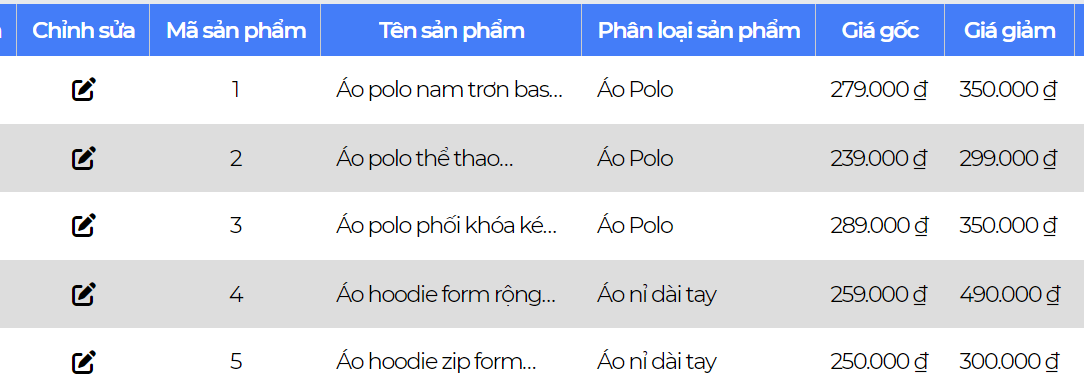 Chỉnh sửa Mã sản phẩm Tên sản phẩm Phân loại sản phẩm Giá gốc Giá giảm
1 Áo polo nam trơn bas... Áo Polo 279.000 ₫ 350.000 ₫
2 Áo polo thể thao... Áo Polo 239.000 ₫ 299.000 ₫
3 Áo polo phối khóa ké... Áo Polo 289.000 ₫ 350.000 ₫
4 Áo hoodie form rộng... Áo nỉ dài tay 259.000 ₫ 490.000 ₫
5 Áo hoodie zip form... Áo nỉ dài tay 250.000 ₫ 300.000 ₫